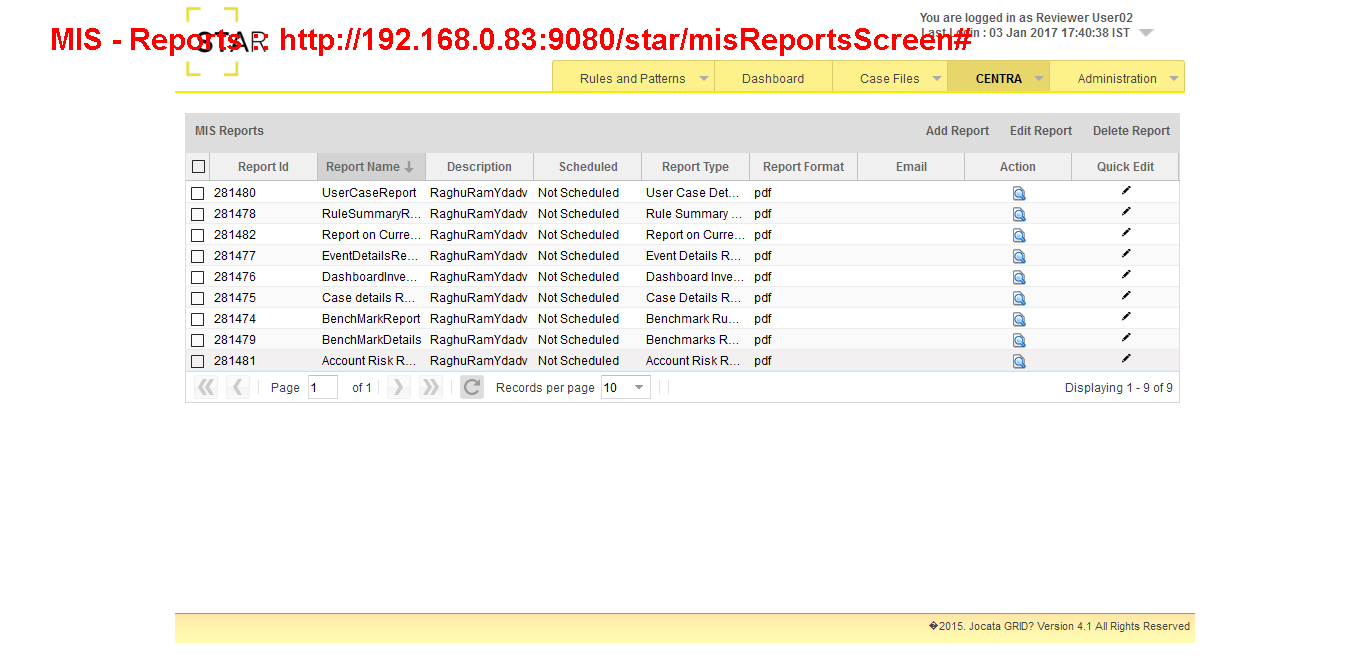 STAR
You are logged in as Reviewer User02
MIS - Reports :: http://192.168.0.83:9080/star/misReportsScreen#
Last Login : 03 Jan 2017 17:40:38 IST
Rules and Patterns Dashboard Case Files CENTRA Administration
MIS Reports Add Report Edit Report Delete Report
Report Id Report Name Description Scheduled Report Type Report Format Email Action Quick Edit
281480 UserCaseReport RaghuRamYdadv Not Scheduled User Case Det... pdf
281478 RuleSummaryR... RaghuRamYdadv Not Scheduled Rule Summary ... pdf
281482 Report on Curre... RaghuRamYdadv Not Scheduled Report on Curre... pdf
281477 EventDetailsRe... RaghuRamYdadv Not Scheduled Event Details R... pdf
281476 DashboardInve... RaghuRamYdadv Not Scheduled Dashboard Inve... pdf
281475 Case details R... RaghuRamYdadv Not Scheduled Case Details R... pdf
281474 BenchMarkReport RaghuRamYdadv Not Scheduled Benchmark Ru... pdf
281479 BenchMarkDetails RaghuRamYdadv Not Scheduled Benchmarks R... pdf
281481 Account Risk R... RaghuRamYdadv Not Scheduled Account Risk R... pdf
Page 1 of 1 Records per page 10 Displaying 1 - 9 of 9
�2015. Jocata GRID? Version 4.1 All Rights Reserved